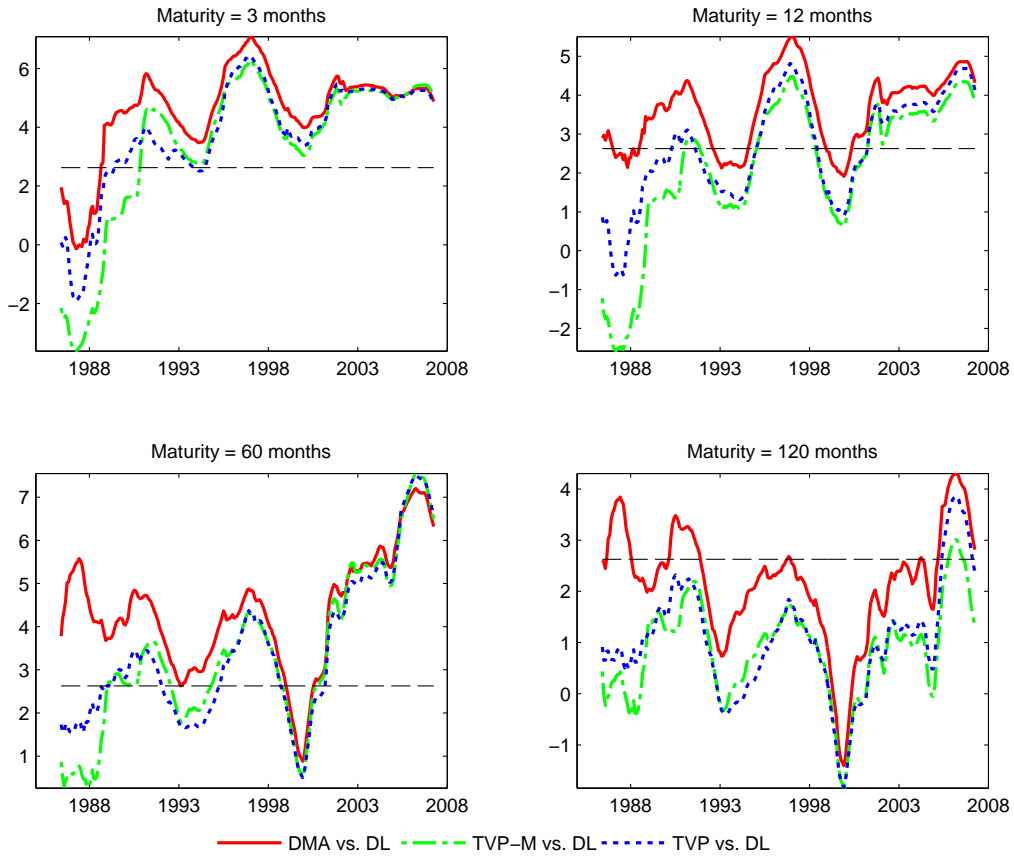 Maturity = 3 months
6
4
2
0
−2
1988 1993 1998 2003 2008
Maturity = 12 months
5
4
3
2
1
0
−1
−2
1988 1993 1998 2003 2008
Maturity = 60 months
7
6
5
4
3
2
1
1988 1993 1998 2003 2008
Maturity = 120 months
4
3
2
1
0
−1
1988 1993 1998 2003 2008
DMA vs. DL TVP−M vs. DL TVP vs. DL